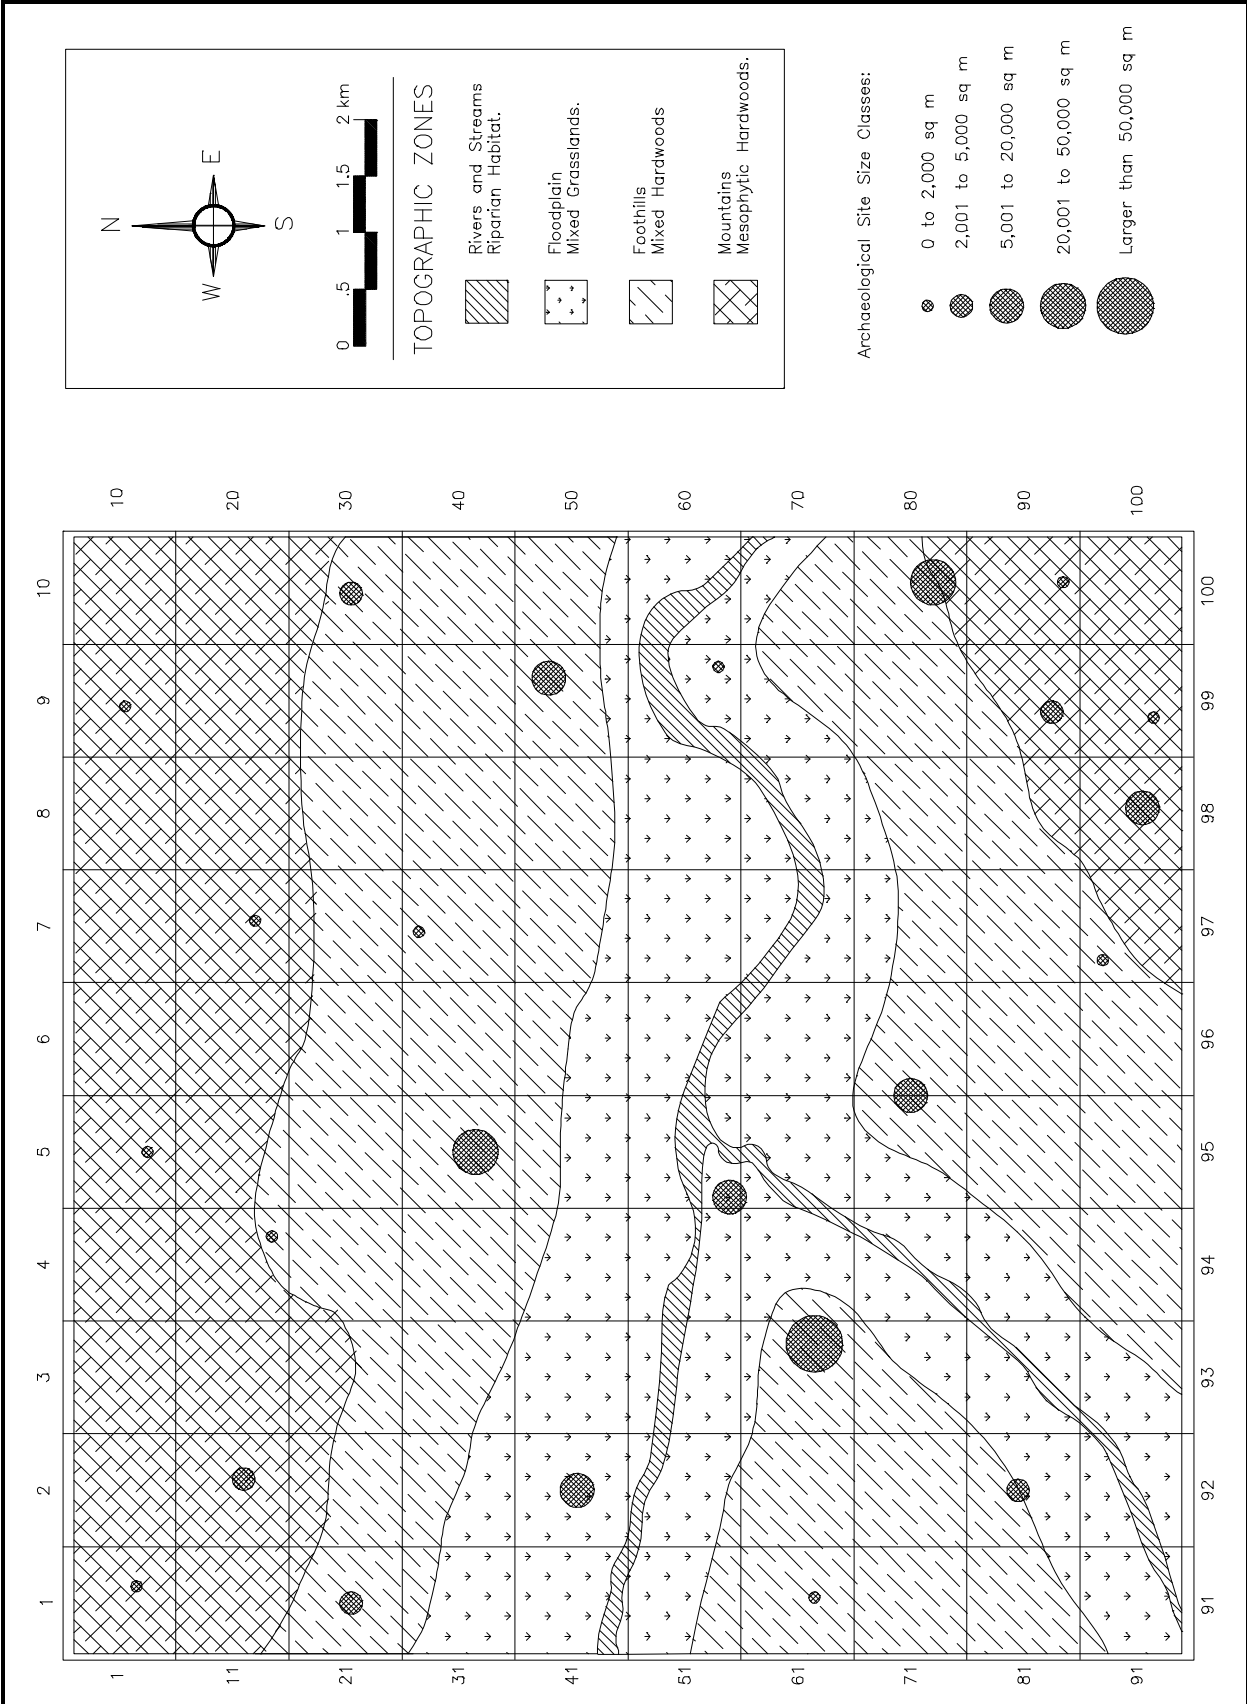 N
W
E
S
0
.5
1
1.5
2 km
TOPOGRAPHIC ZONES
Rivers and Streams
Riparian Habitat.
Floodplain
Mixed Grasslands.
Foothills
Mixed Hardwoods
Mountains
Mesophytic Hardwoods.
Archaeological Site Size Classes:
0 to 2,000 sq m
2,001 to 5,000 sq m
5,001 to 20,000 sq m
20,001 to 50,000 sq m
Larger than 50,000 sq m
1
2
3
4
5
6
7
8
9
10
1
11
21
31
41
51
61
71
81
91
10
20
30
40
50
60
70
80
90
100
91
92
93
94
95
96
97
98
99
100